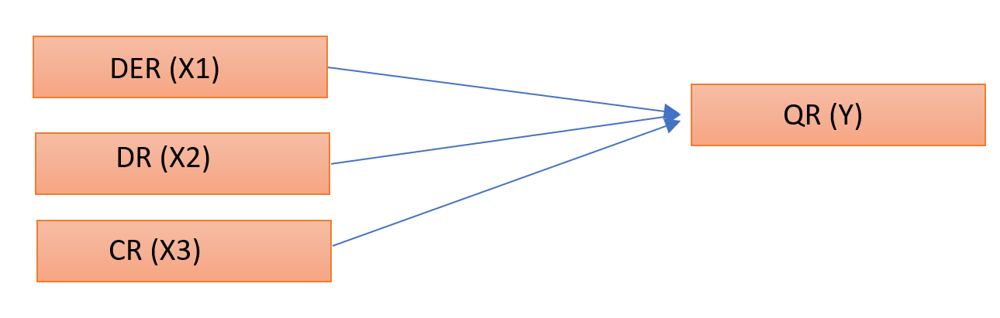 DER (X1)
DR (X2)
CR (X3)
QR (Y)